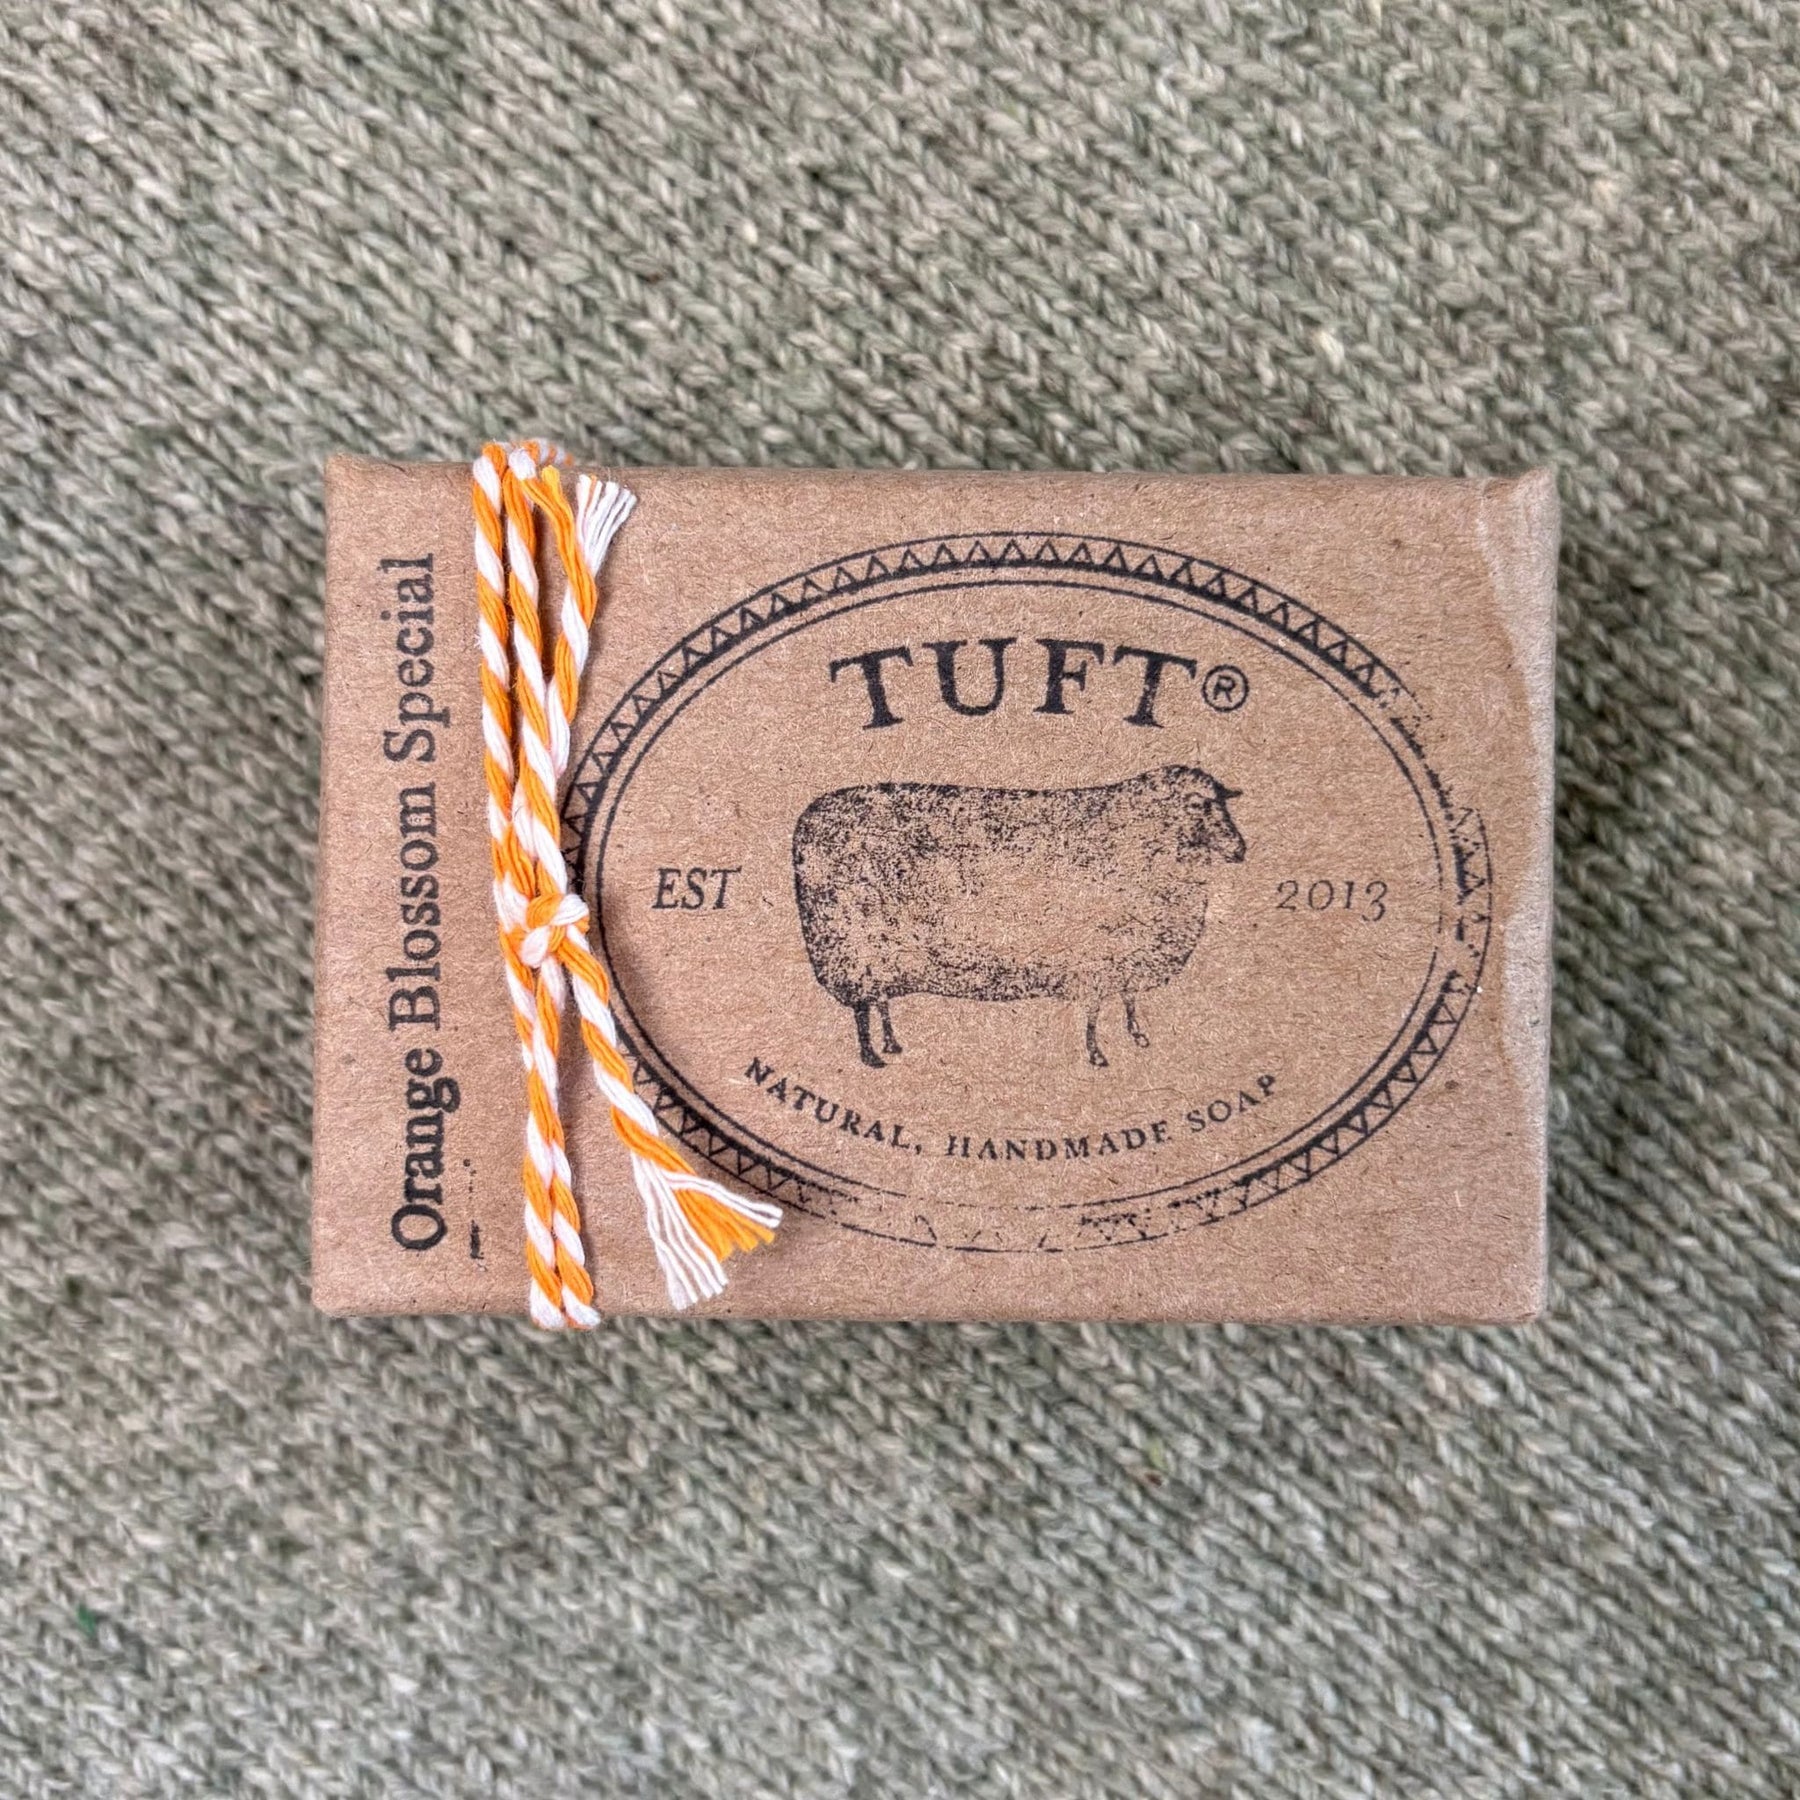 Orange Blossom Special
TUFT®
EST 2013
NATURAL, HANDMADE SOAP